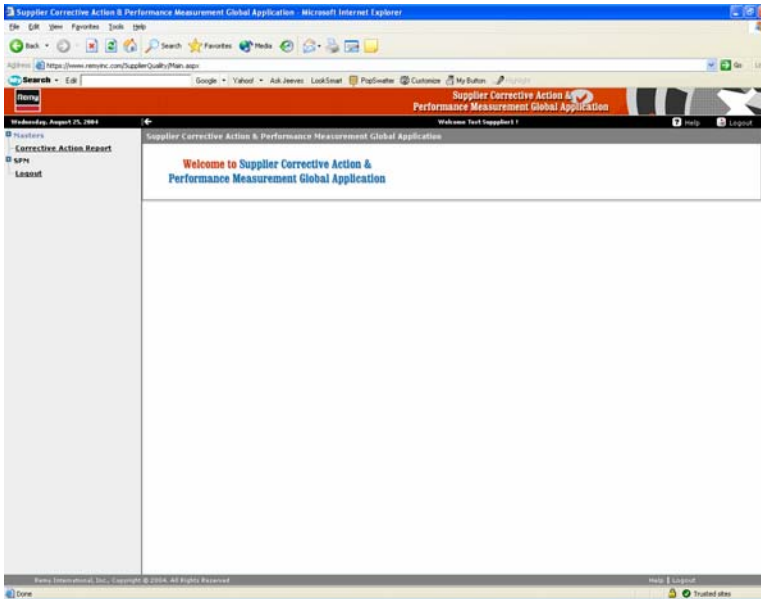 Supplier Corrective Action & Performance Measurement Global Application - Microsoft Internet Explorer
File Edit View Favorites Tools Help
Back Search Favorites Media
Address https://www.remyinc.com/SupplierQuality/Main.aspx Go
Search Edit Google Yahoo! Ask Jeeves LookSmart PopSwatter Customize My Button Highlight
Remy
Supplier Corrective Action &
Performance Measurement Global Application
Wednesday, August 25, 2004 Welcome Test Suppplier1 ! Help Logout
Masters
Corrective Action Report
SPM
Logout
Supplier Corrective Action & Performance Measurement Global Application
Welcome to Supplier Corrective Action &
Performance Measurement Global Application
Remy International, Inc., Copyright © 2004. All Rights Reserved Help | Logout
Done Trusted sites